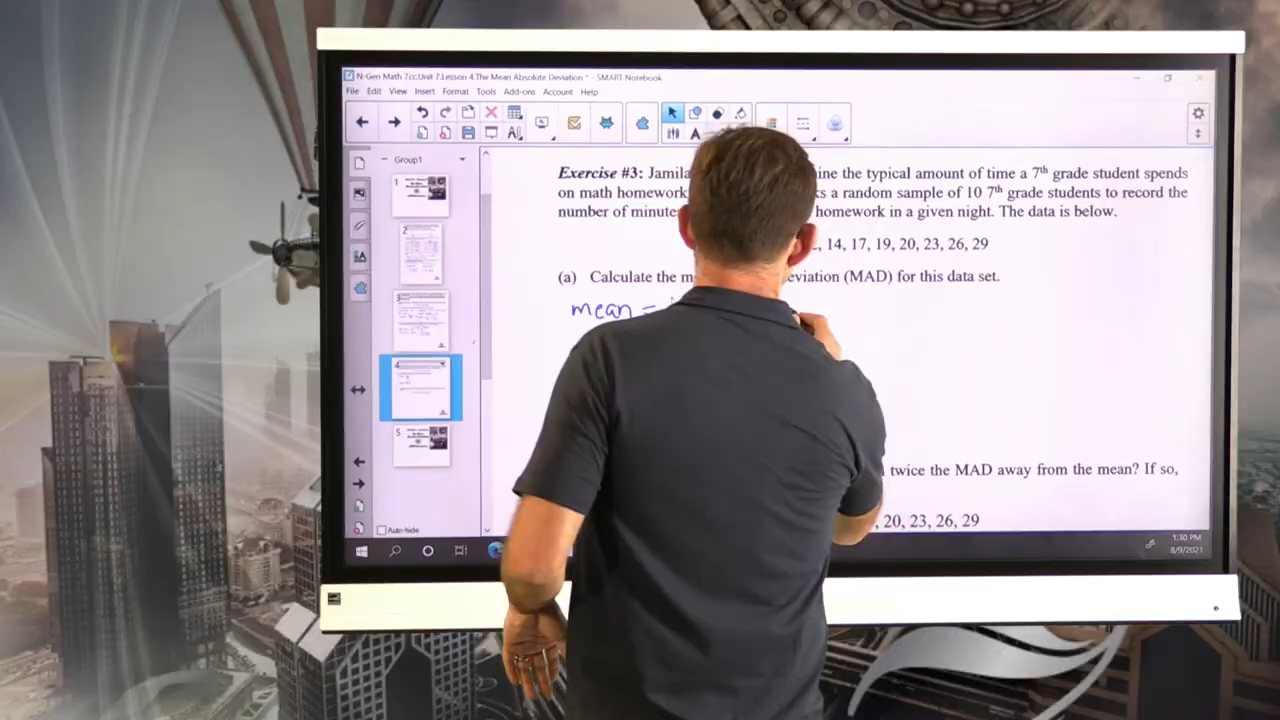 N-Gen Math 7cc.Unit 7.Lesson 4.The Mean Absolute Deviation * - SMART Notebook
File Edit View Insert Format Tools Add-ons Account Help
Group1
1
2
3
4
5
Exercise #3: Jamila ine the typical amount of time a 7th grade student spends
on math homework s a random sample of 10 7th grade students to record the
number of minute homework in a given night. The data is below.
, 14, 17, 19, 20, 23, 26, 29
(a) Calculate the m eviation (MAD) for this data set.
mean =
twice the MAD away from the mean? If so,
, 20, 23, 26, 29
Auto-hide
1:30 PM
8/9/2021